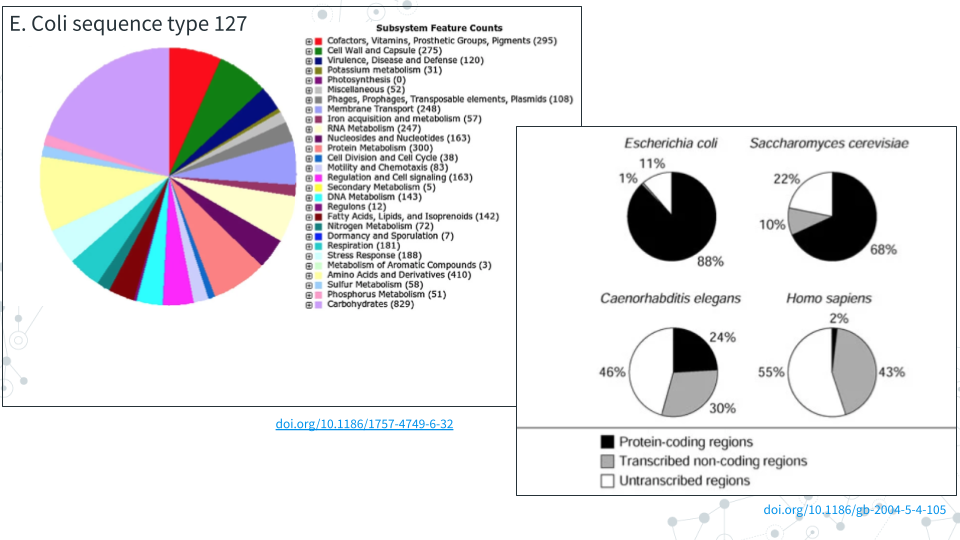 E. Coli sequence type 127
Subsystem Feature Counts
Cofactors, Vitamins, Prosthetic Groups, Pigments (295)
Cell Wall and Capsule (275)
Virulence, Disease and Defense (120)
Potassium metabolism (31)
Photosynthesis (0)
Miscellaneous (52)
Phages, Prophages, Transposable elements, Plasmids (108)
Membrane Transport (248)
Iron acquisition and metabolism (57)
RNA Metabolism (247)
Nucleosides and Nucleotides (163)
Protein Metabolism (300)
Cell Division and Cell Cycle (38)
Motility and Chemotaxis (83)
Regulation and Cell signaling (163)
Secondary Metabolism (5)
DNA Metabolism (143)
Regulons (12)
Fatty Acids, Lipids, and Isoprenoids (142)
Nitrogen Metabolism (72)
Dormancy and Sporulation (7)
Respiration (181)
Stress Response (188)
Metabolism of Aromatic Compounds (3)
Amino Acids and Derivatives (410)
Sulfur Metabolism (58)
Phosphorus Metabolism (51)
Carbohydrates (829)
doi.org/10.1186/1757-4749-6-32
Escherichia coli
11%
1%
88%
Saccharomyces cerevisiae
22%
10%
68%
Caenorhabditis elegans
24%
46%
30%
Homo sapiens
2%
55%
43%
Protein-coding regions
Transcribed non-coding regions
Untranscribed regions
doi.org/10.1186/gb-2004-5-4-105